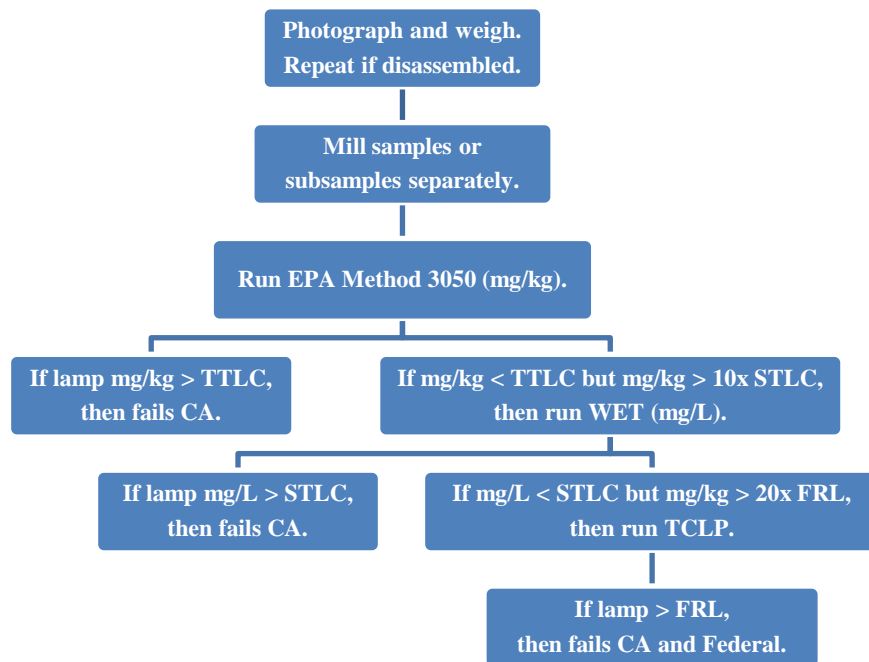 Photograph and weigh.
Repeat if disassembled.
Mill samples or
subsamples separately.
Run EPA Method 3050 (mg/kg).
If lamp mg/kg > TTLC,
then fails CA.
If mg/kg < TTLC but mg/kg > 10x STLC,
then run WET (mg/L).
If lamp mg/L > STLC,
then fails CA.
If mg/L < STLC but mg/kg > 20x FRL,
then run TCLP.
If lamp > FRL,
then fails CA and Federal.